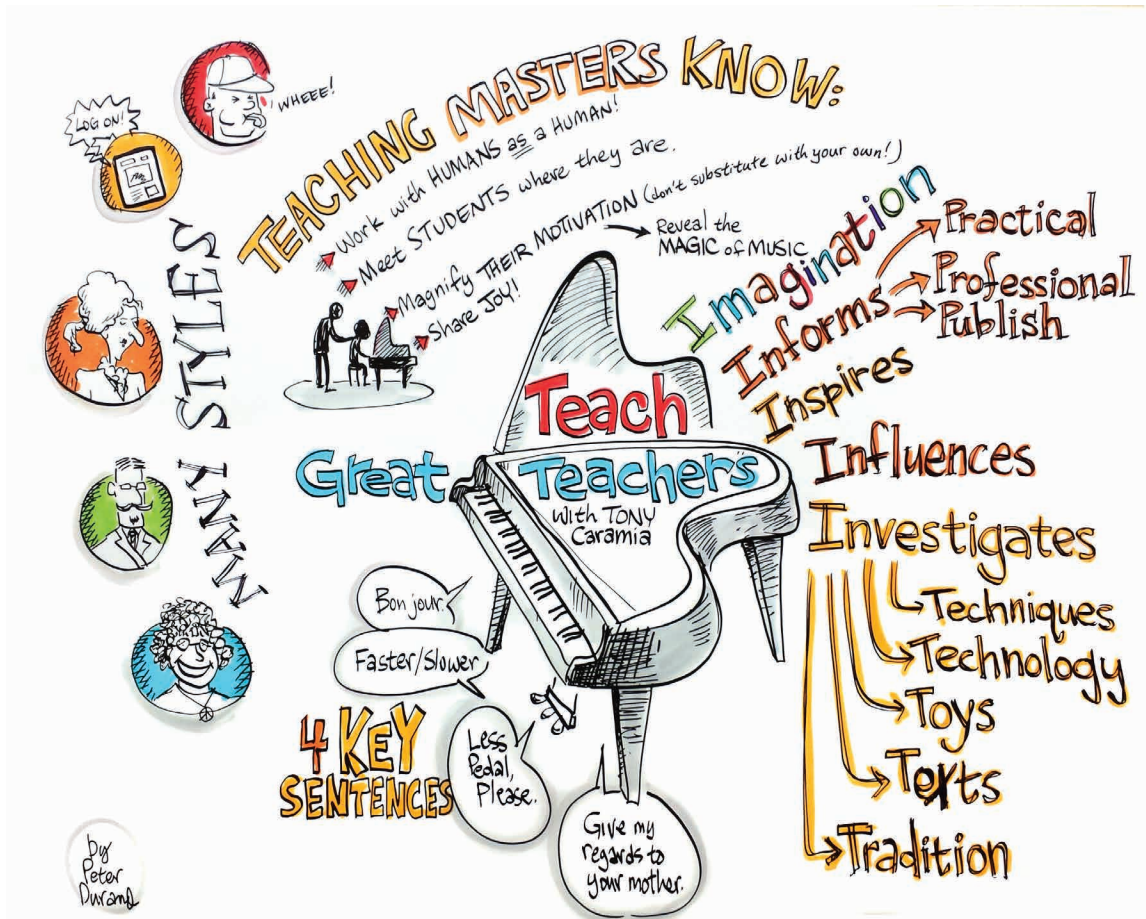 WHEEE!
LOG ON!
MANY STYLES
TEACHING MASTERS KNOW:
Work with HUMANS as a HUMAN!
Meet STUDENTS where they are.
Magnify THEIR MOTIVATION (don't substitute with your own!)
Reveal the
MAGIC of MUSIC
Share JOY!
Teach
Great Teachers
with TONY
Caramia
Imagination
Informs
Practical
Professional
Publish
Inspires
Influences
Investigates
Techniques
Technology
Toys
Texts
Tradition
4 KEY
SENTENCES
Bonjour.
Faster/Slower
Less
Pedal,
Please.
Give my
regards to
your mother.
by
Peter
Durand